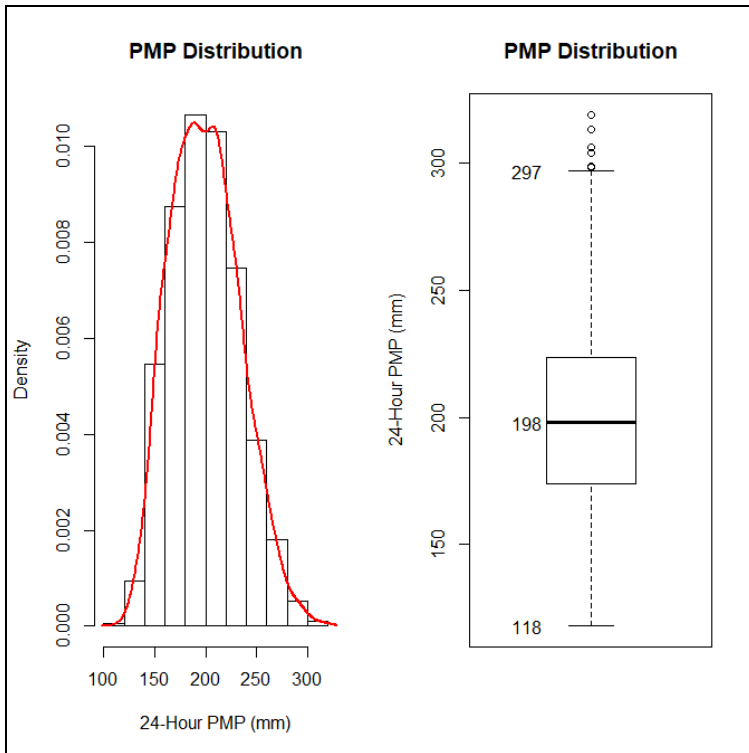 PMP Distribution
0.010
0.008
0.006
0.004
0.002
0.000
Density
100 150 200 250 300
24-Hour PMP (mm)
PMP Distribution
300
250
200
150
24-Hour PMP (mm)
297
198
118